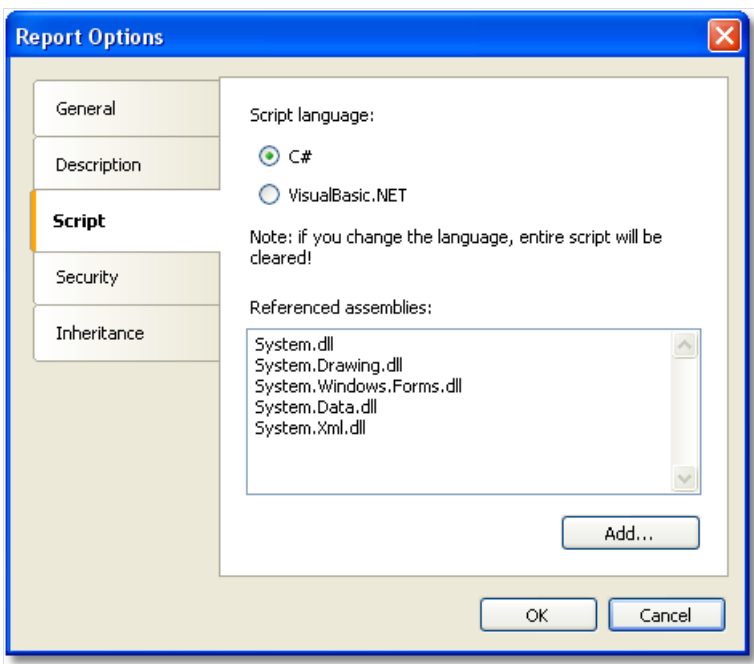 Report Options
General
Description
Script
Security
Inheritance
Script language:
C#
VisualBasic.NET
Note: if you change the language, entire script will be
cleared!
Referenced assemblies:
System.dll
System.Drawing.dll
System.Windows.Forms.dll
System.Data.dll
System.Xml.dll
Add...
OK
Cancel